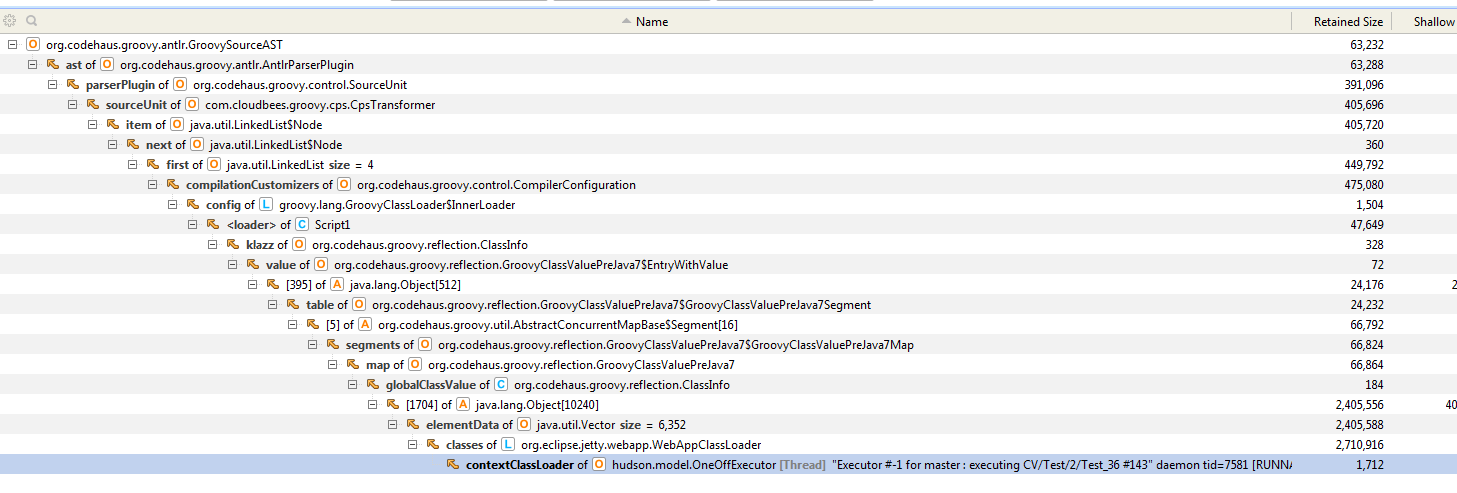 Name Retained Size Shallow
O org.codehaus.groovy.antlr.GroovySourceAST 63,232
ast of O org.codehaus.groovy.antlr.AntlrParserPlugin 63,288
parserPlugin of O org.codehaus.groovy.control.SourceUnit 391,096
sourceUnit of O com.cloudbees.groovy.cps.CpsTransformer 405,696
item of O java.util.LinkedList$Node 405,720
next of O java.util.LinkedList$Node 360
first of O java.util.LinkedList size = 4 449,792
compilationCustomizers of O org.codehaus.groovy.control.CompilerConfiguration 475,080
config of L groovy.lang.GroovyClassLoader$InnerLoader 1,504
<loader> of C Script1 47,649
klazz of O org.codehaus.groovy.reflection.ClassInfo 328
value of O org.codehaus.groovy.reflection.GroovyClassValuePreJava7$EntryWithValue 72
[395] of A java.lang.Object[512] 24,176 2
table of O org.codehaus.groovy.reflection.GroovyClassValuePreJava7$GroovyClassValuePreJava7Segment 24,232
[5] of A org.codehaus.groovy.util.AbstractConcurrentMapBase$Segment[16] 66,792
segments of O org.codehaus.groovy.reflection.GroovyClassValuePreJava7$GroovyClassValuePreJava7Map 66,824
map of O org.codehaus.groovy.reflection.GroovyClassValuePreJava7 66,864
globalClassValue of C org.codehaus.groovy.reflection.ClassInfo 184
[1704] of A java.lang.Object[10240] 2,405,556 40
elementData of O java.util.Vector size = 6,352 2,405,588
classes of L org.eclipse.jetty.webapp.WebAppClassLoader 2,710,916
contextClassLoader of O hudson.model.OneOffExecutor [Thread] "Executor #-1 for master : executing CV/Test/2/Test_36 #143" daemon tid=7581 [RUNNA 1,712